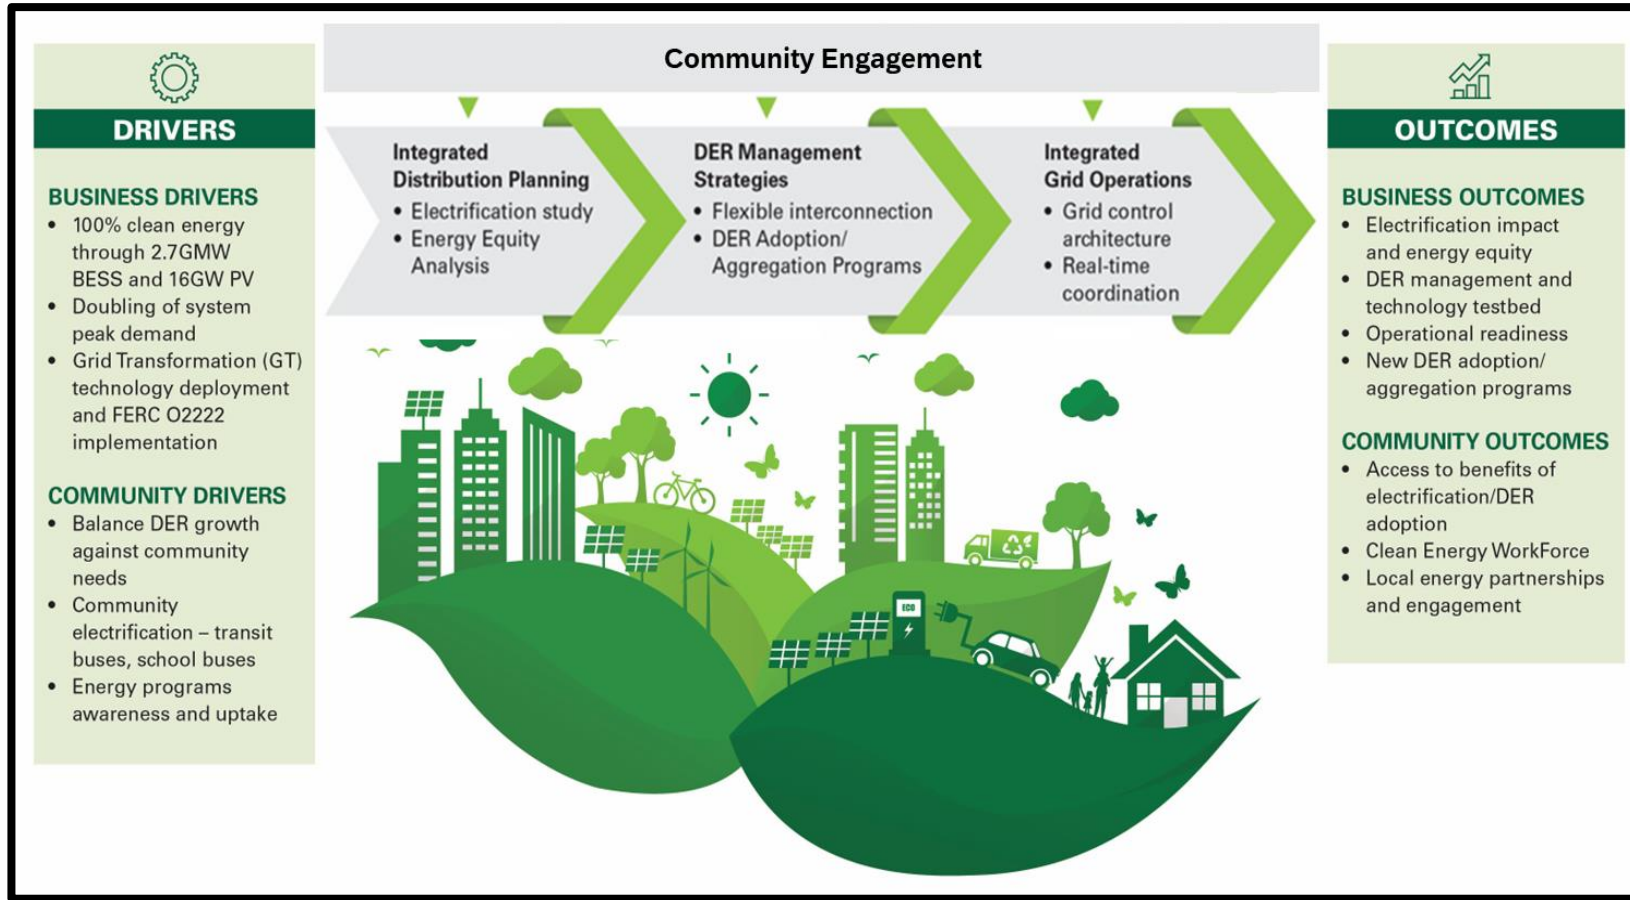 Community Engagement
DRIVERS
BUSINESS DRIVERS
• 100% clean energy
through 2.7GMW
BESS and 16GW PV
• Doubling of system
peak demand
• Grid Transformation (GT)
technology deployment
and FERC O2222
implementation
COMMUNITY DRIVERS
• Balance DER growth
against community
needs
• Community
electrification – transit
buses, school buses
• Energy programs
awareness and uptake
Integrated
Distribution Planning
• Electrification study
• Energy Equity
Analysis
DER Management
Strategies
• Flexible interconnection
• DER Adoption/
Aggregation Programs
Integrated
Grid Operations
• Grid control
architecture
• Real-time
coordination
ECO
OUTCOMES
BUSINESS OUTCOMES
• Electrification impact
and energy equity
• DER management and
technology testbed
• Operational readiness
• New DER adoption/
aggregation programs
COMMUNITY OUTCOMES
• Access to benefits of
electrification/DER
adoption
• Clean Energy WorkForce
• Local energy partnerships
and engagement